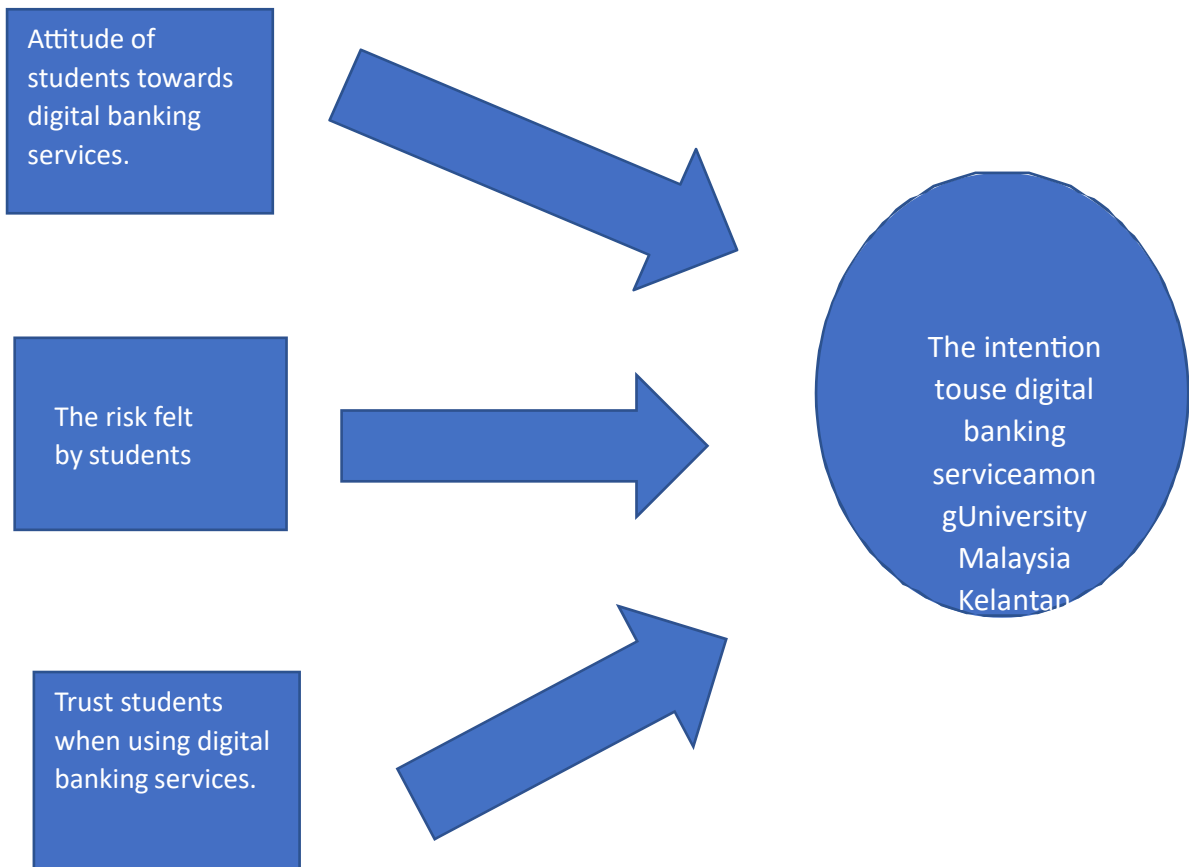 Attitude of
students towards
digital banking
services.
The risk felt
by students
Trust students
when using digital
banking services.
The intention
touse digital
banking
serviceamon
gUniversity
Malaysia
Kelantan